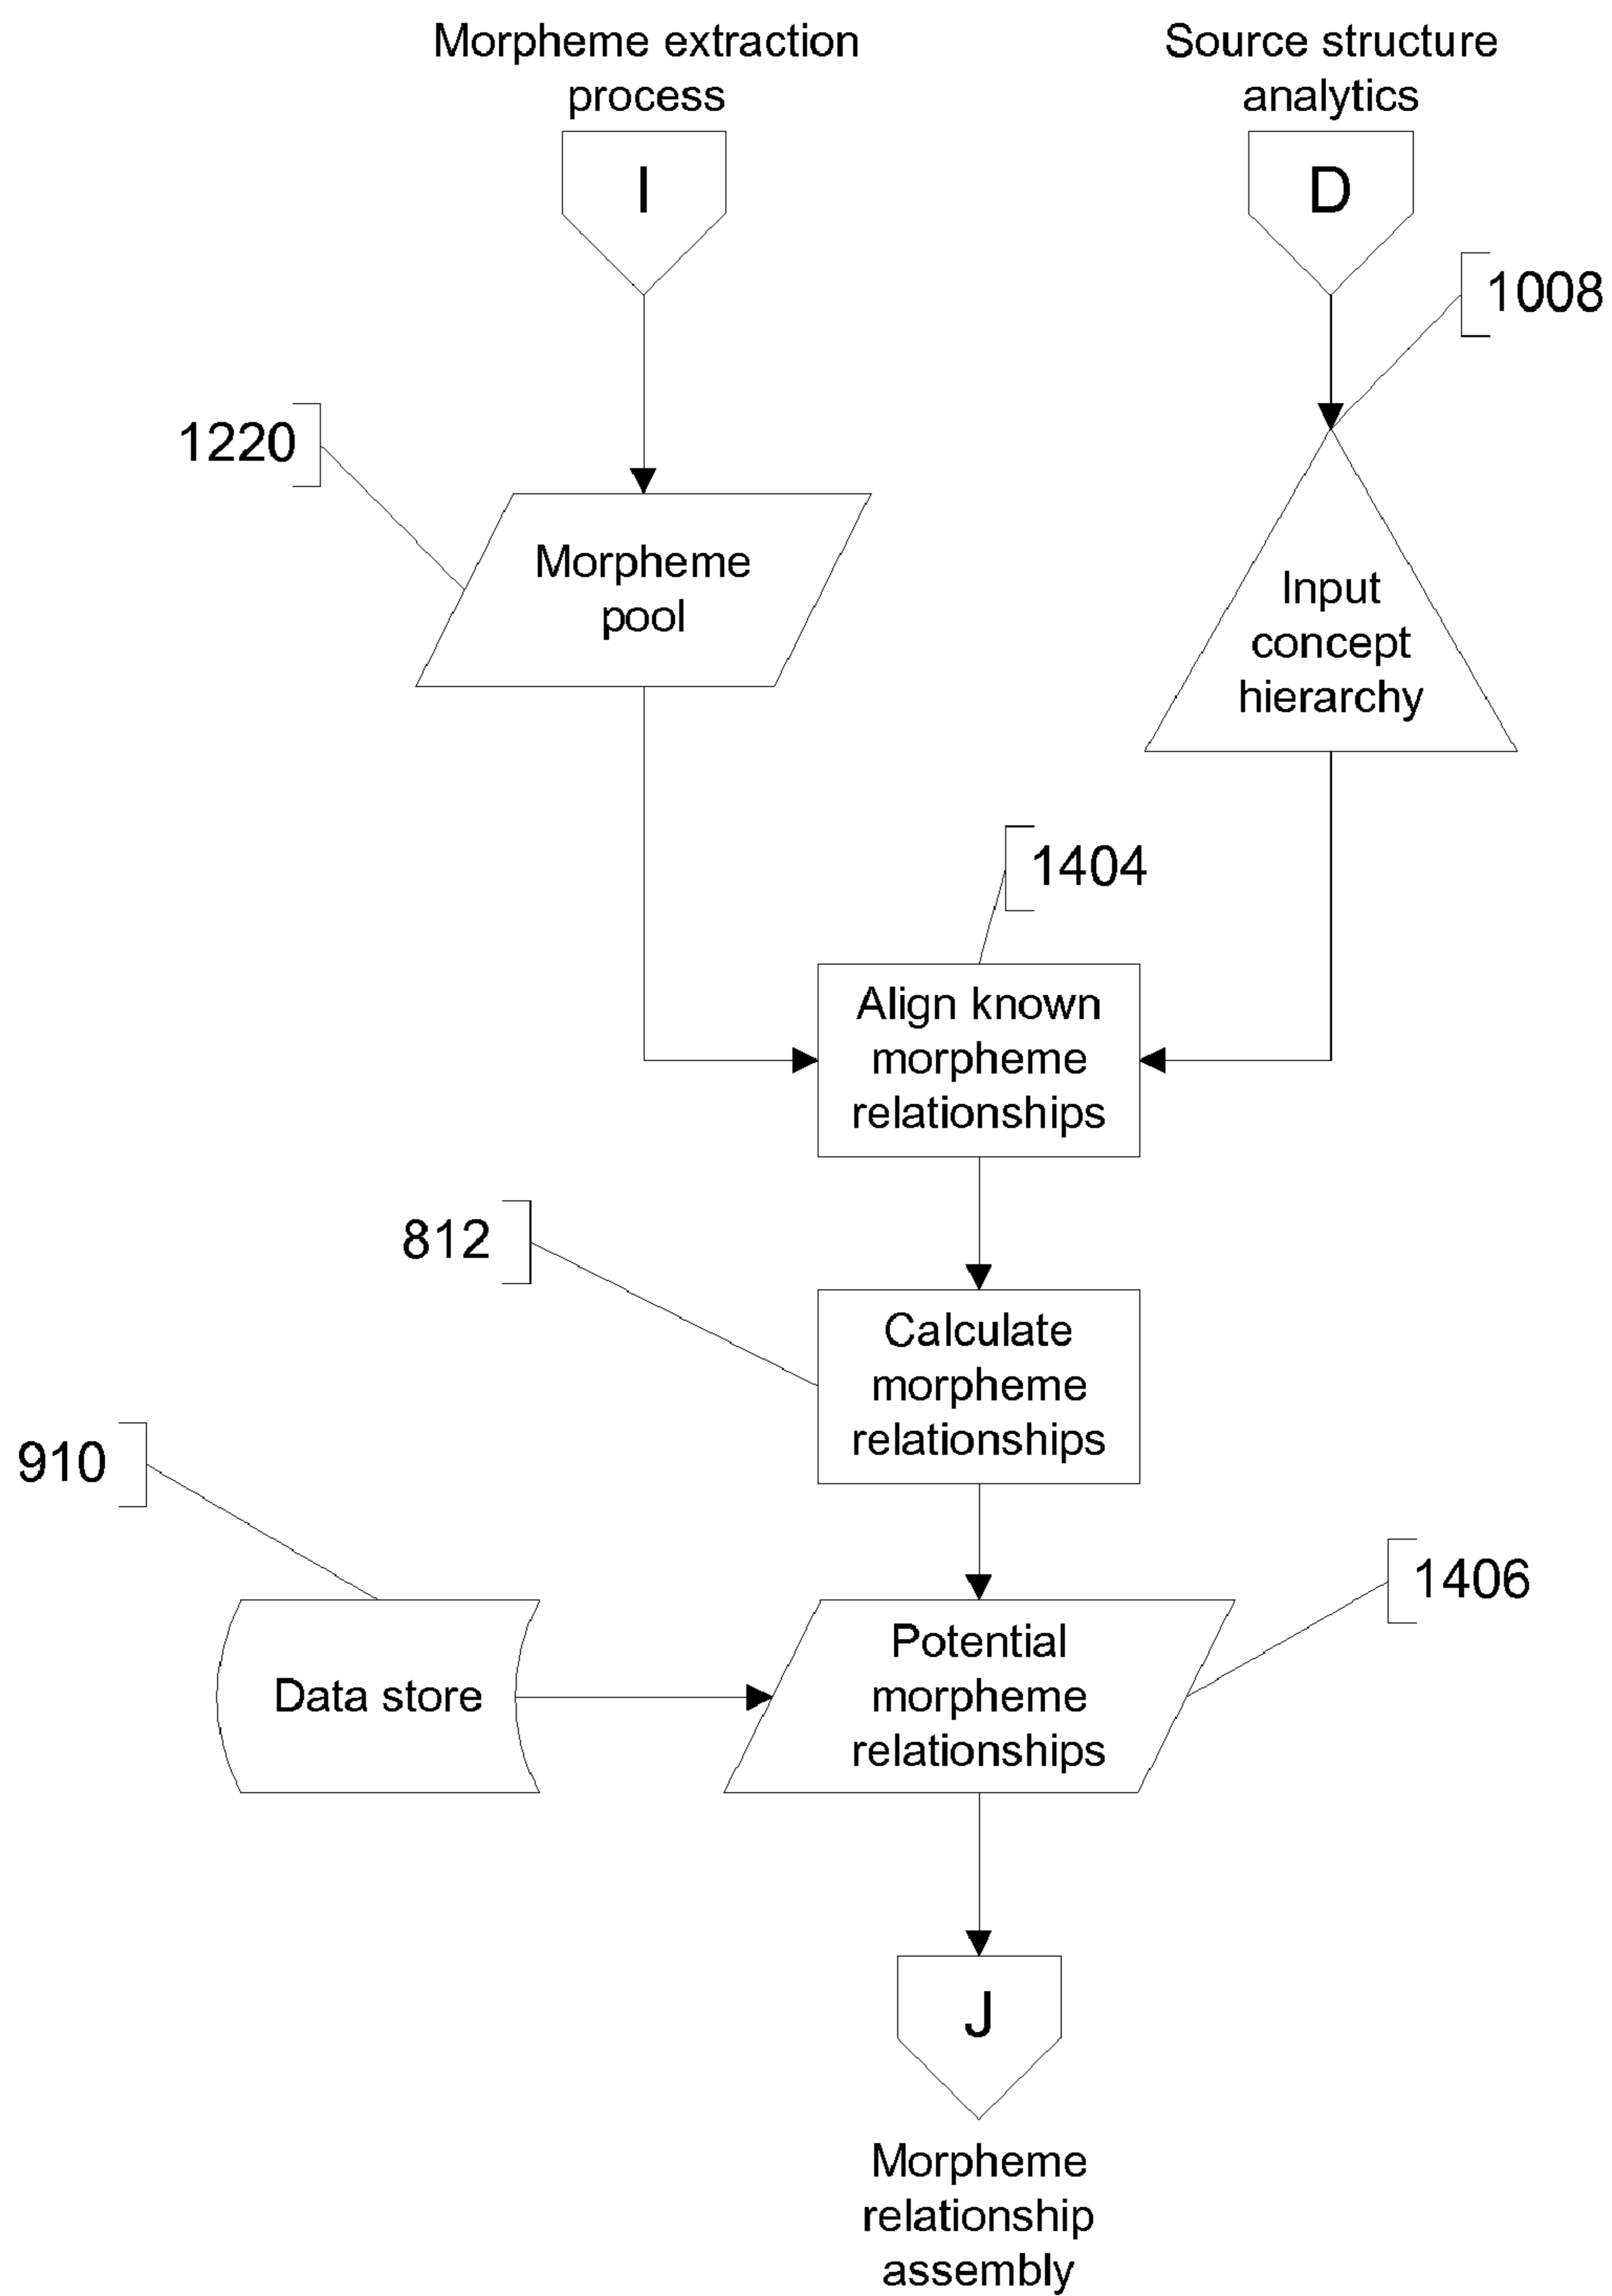 Morpheme extraction
process
Source structure
analytics
I
D
1008
1220
Morpheme
pool
Input
concept
hierarchy
1404
Align known
morpheme
relationships
812
Calculate
morpheme
relationships
910
1406
Data store
Potential
morpheme
relationships
J
Morpheme
relationship
assembly